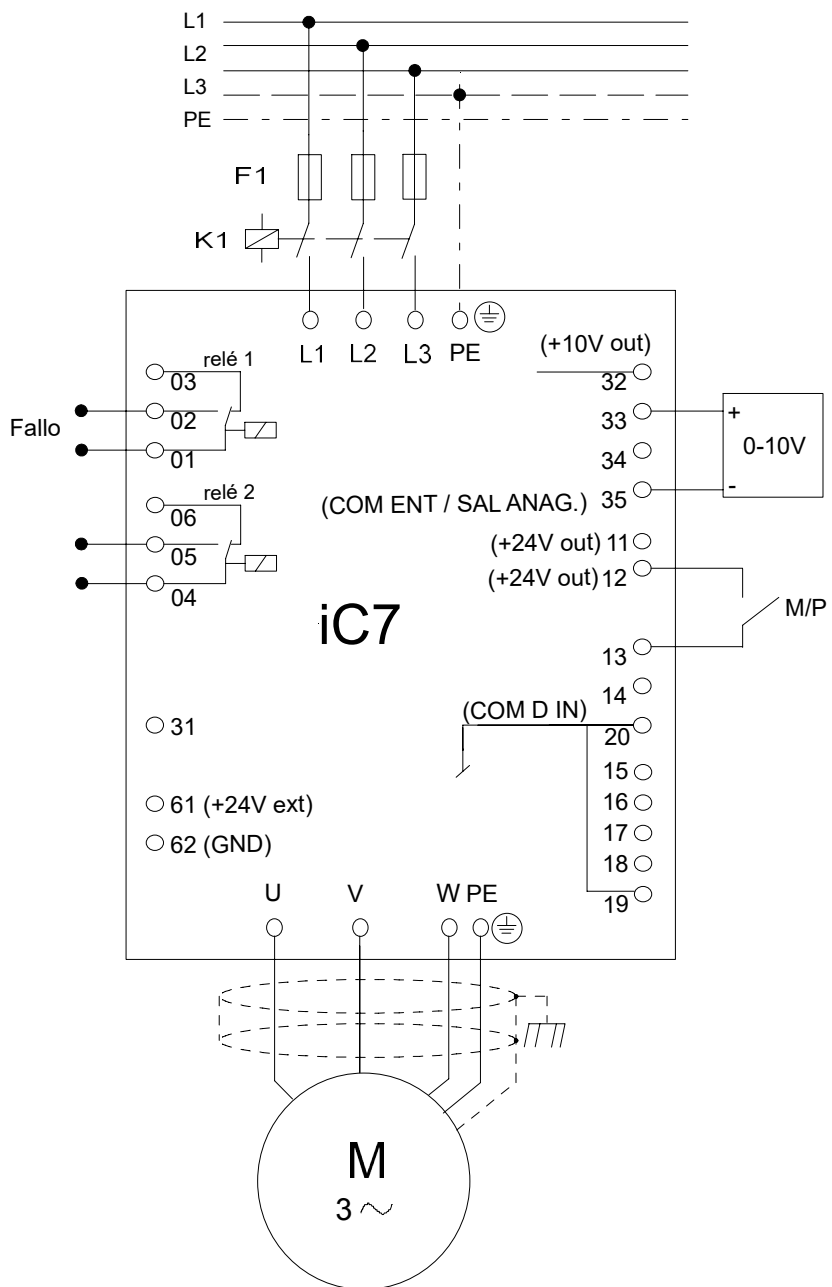 L1
L2
L3
PE
F1
K1
L1 L2 L3 PE
relé 1
03
02
Fallo
01
relé 2
06
05
04
(+10V out)
32
33
+
34
0-10V
(COM ENT / SAL ANAG.) 35
-
(+24V out) 11
(+24V out) 12
M/P
iC7
13
14
(COM D IN)
20
31
15
16
61 (+24V ext)
17
62 (GND)
18
19
U V W PE
M
3